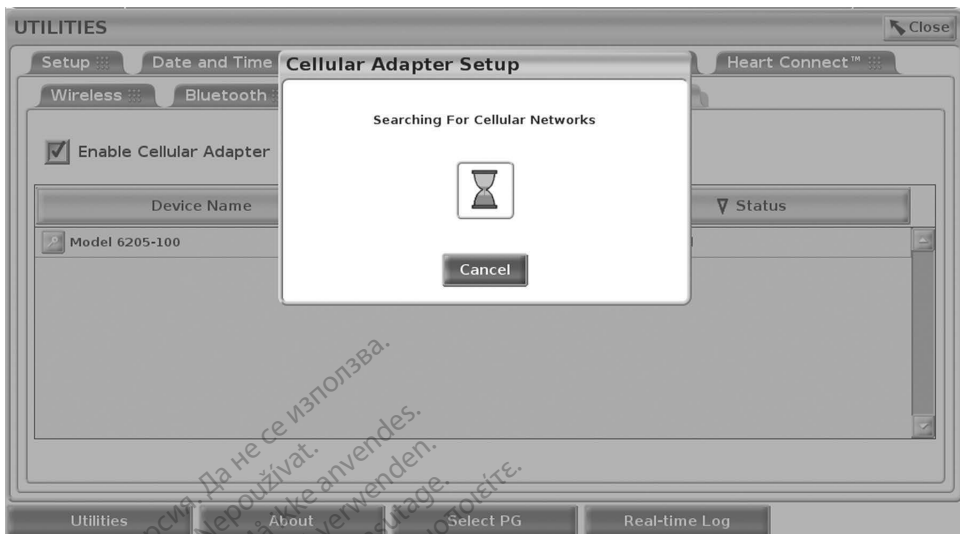 UTILITIES
Close
Setup
Date and Time
Cellular Adapter Setup
Heart Connect™
Wireless
Bluetooth
Searching For Cellular Networks
Enable Cellular Adapter
Device Name
Status
Model 6205-100
Cancel
Да не се използва.
Nepoužívat.
ikke anvendes.
verwenden.
Utilities
About
Select PG
Real-time Log